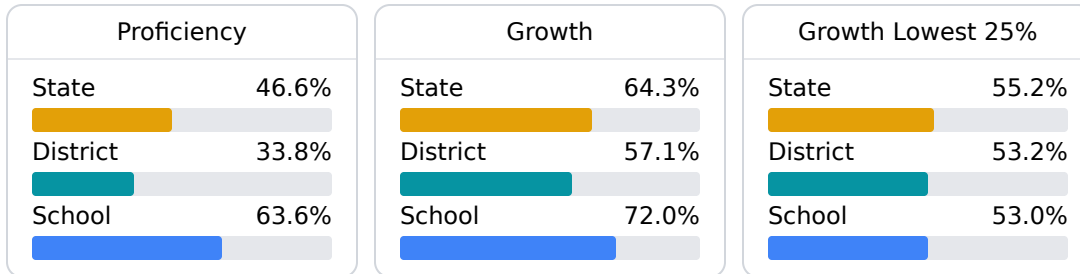 Proficiency
State 46.6%
District 33.8%
School 63.6%
Growth
State 64.3%
District 57.1%
School 72.0%
Growth Lowest 25%
State 55.2%
District 53.2%
School 53.0%